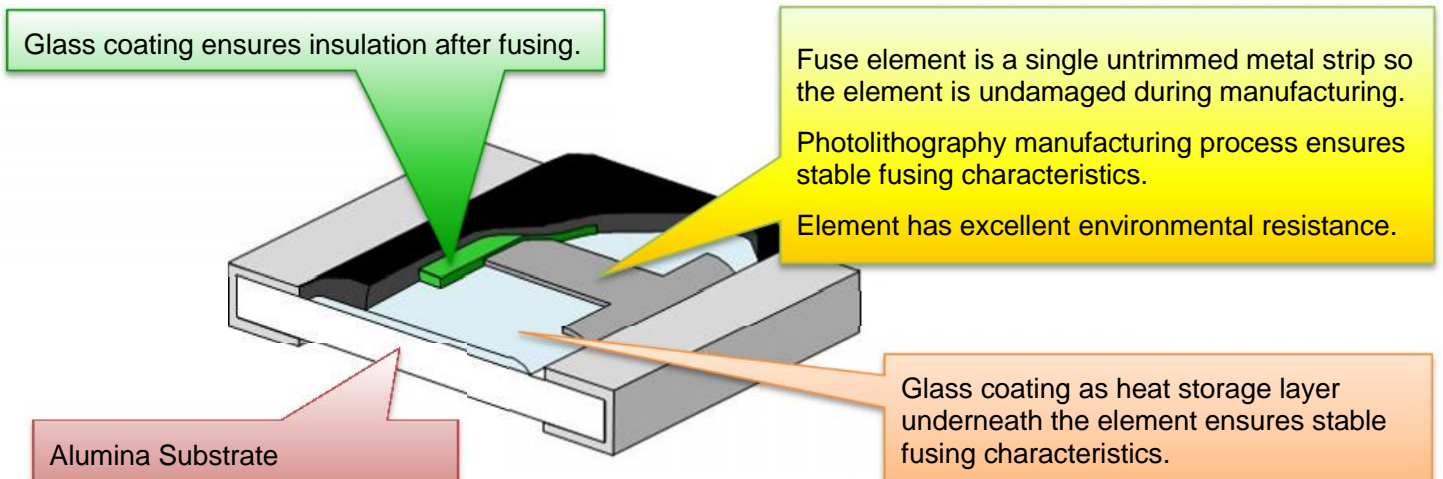 Glass coating ensures insulation after fusing.
Fuse element is a single untrimmed metal strip so
the element is undamaged during manufacturing.
Photolithography manufacturing process ensures
stable fusing characteristics.
Element has excellent environmental resistance.
Glass coating as heat storage layer
underneath the element ensures stable
fusing characteristics.
Alumina Substrate